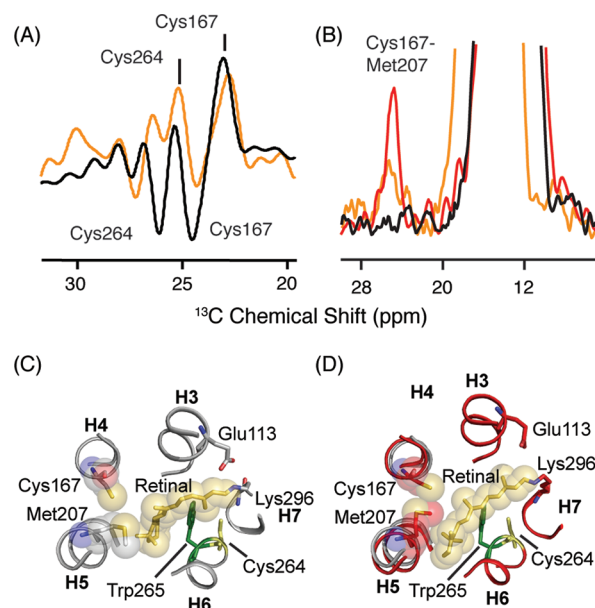 (A)
Cys167
Cys264
Cys264
Cys167
30
25
20
(B)
Cys167-
Met207
28
20
12
¹³C Chemical Shift (ppm)
(C)
H3
H4
Glu113
Retinal
Cys167
Lys296
Met207
H7
H5
Cys264
Trp265
H6
(D)
H3
H4
Glu113
Retinal
Lys296
Cys167
H7
Met207
Cys264
H5
Trp265
H6